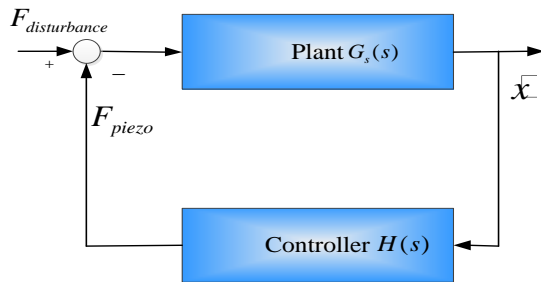 F_disturbance
Plant G_s(s)
+
−
x
F_piezo
Controller H(s)